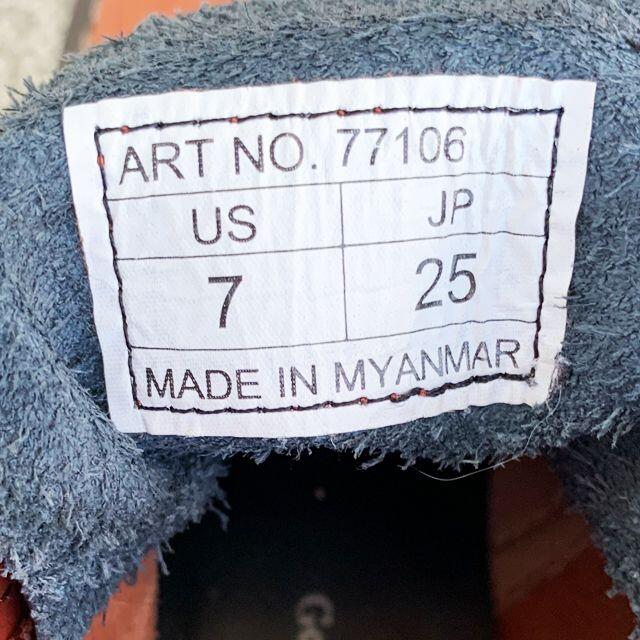 ART NO. 77106
US JP
7 25
MADE IN MYANMAR